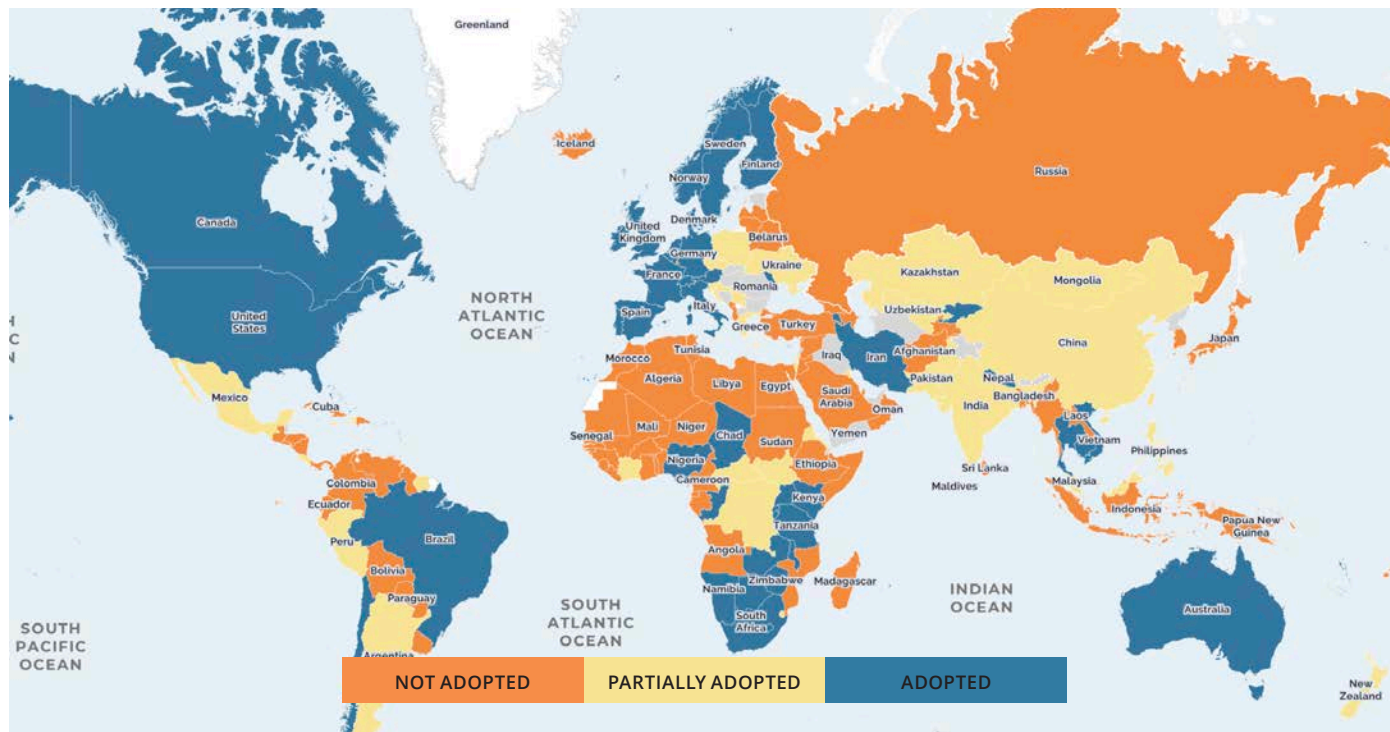 Greenland
Iceland
Sweden
Finland
Norway
Russia
Canada
United
Kingdom
Denmark
Belarus
Germany
Ukraine
France
Romania
Kazakhstan
Mongolia
NORTH
ATLANTIC
OCEAN
Italy
Spain
Uzbekistan
United
States
Greece
Turkey
China
Japan
Morocco
Tunisia
Iraq
Iran
Afghanistan
Algeria
Libya
Egypt
Pakistan
Nepal
Mexico
Cuba
Saudi
Arabia
Oman
India
Bangladesh
Laos
Senegal
Mali
Niger
Chad
Sudan
Yemen
Vietnam
Philippines
Nigeria
Ethiopia
Sri Lanka
Cameroon
Maldives
Malaysia
Colombia
Ecuador
Kenya
Indonesia
Papua New
Guinea
Peru
Brazil
Tanzania
Angola
Bolivia
Zimbabwe
Madagascar
Namibia
INDIAN
OCEAN
Paraguay
South
Africa
Australia
SOUTH
ATLANTIC
OCEAN
SOUTH
PACIFIC
OCEAN
Argentina
NOT ADOPTED
PARTIALLY ADOPTED
ADOPTED
New
Zealand